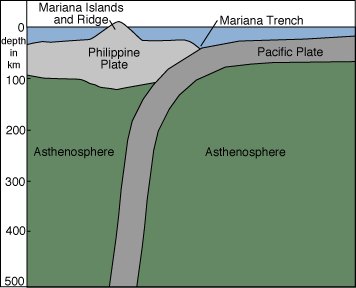 Mariana Islands
and Ridge
Mariana Trench
0
depth
in
km
Philippine
Plate
Pacific Plate
100
Asthenosphere
Asthenosphere
200
300
400
500